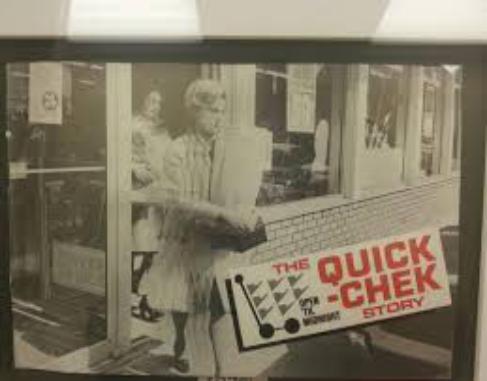 THE
QUICK
-CHEK
STORY
OPEN
'TIL
MIDNIGHT